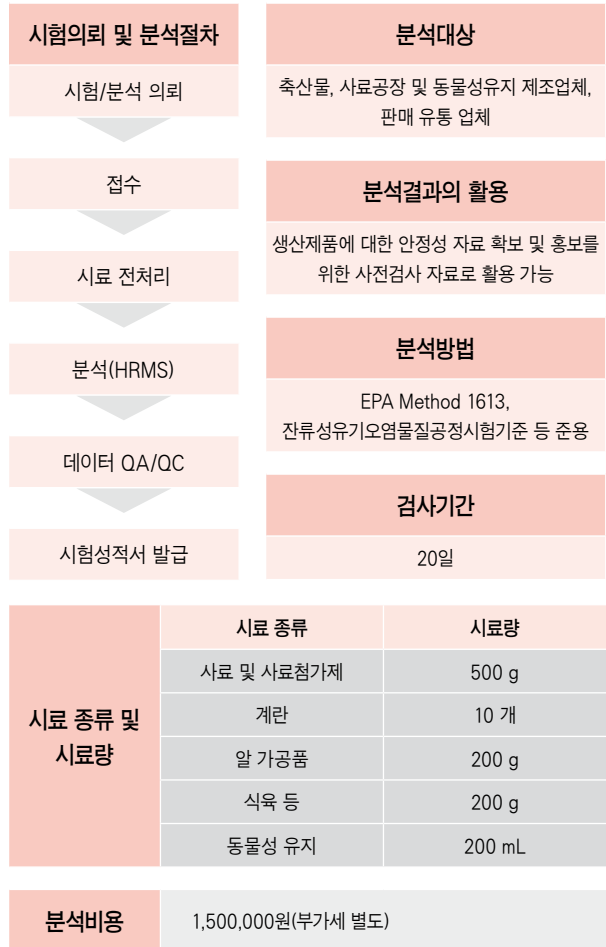 시험의뢰 및 분석절차
시험/분석 의뢰
접수
시료 전처리
분석(HRMS)
데이터 QA/QC
시험성적서 발급
분석대상
축산물, 사료공장 및 동물성유지 제조업체,
판매 유통 업체
분석결과의 활용
생산제품에 대한 안정성 자료 확보 및 홍보를
위한 사전검사 자료로 활용 가능
분석방법
EPA Method 1613,
잔류성유기오염물질공정시험기준 등 준용
검사기간
20일
시료 종류 및
시료량
시료 종류 시료량
사료 및 사료첨가제 500 g
계란 10 개
알 가공품 200 g
식육 등 200 g
동물성 유지 200 mL
분석비용 1,500,000원(부가세 별도)